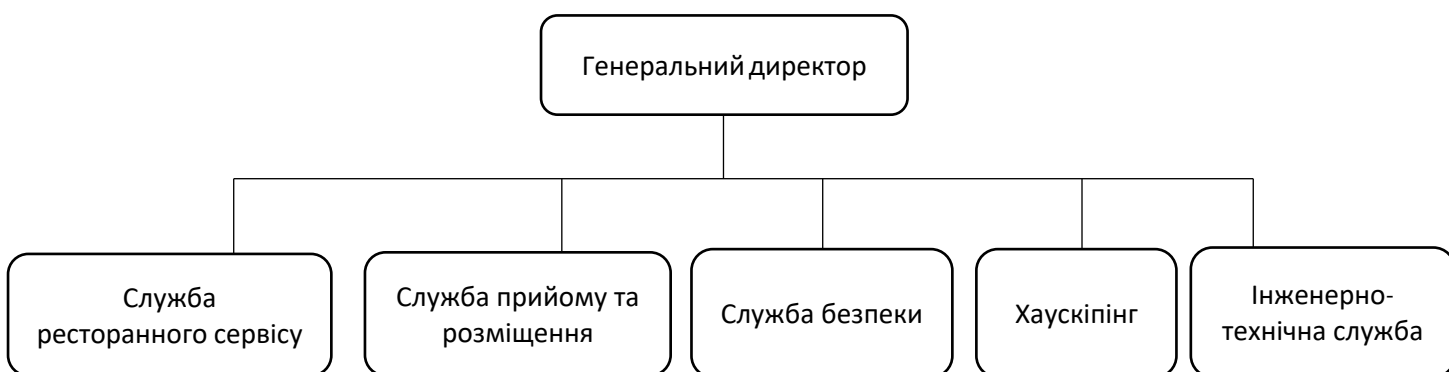 Генеральний директор
Служба
ресторанного сервісу
Служба прийому та
розміщення
Служба безпеки
Хаускіпінг
Інженерно-
технічна служба